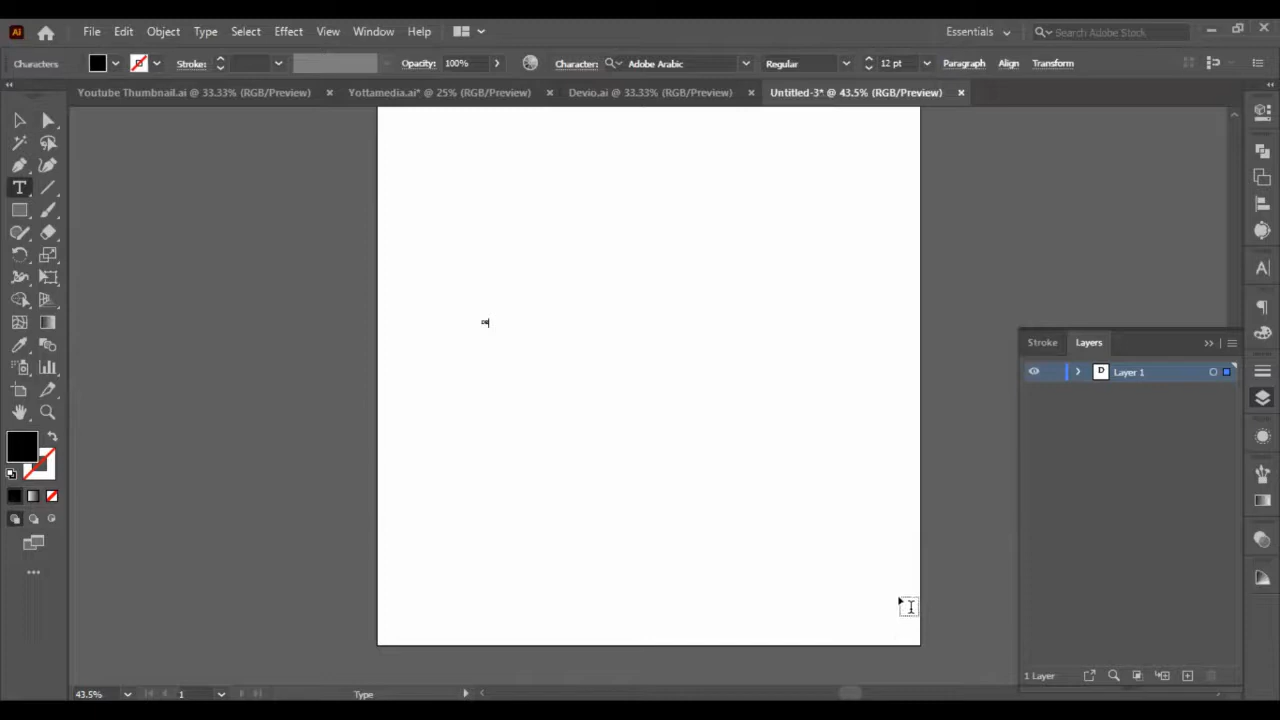 Ai File Edit Object Type Select Effect View Window Help Essentials Search Adobe Stock
Characters Stroke: Opacity: 100% Character: Adobe Arabic Regular 12 pt Paragraph Align Transform
Youtube Thumbnail.ai @ 33.33% (RGB/Preview) × Yottamedia.ai* @ 25% (RGB/Preview) × Devio.ai @ 33.33% (RGB/Preview) × Untitled-3* @ 43.5% (RGB/Preview) ×
Stroke Layers
D Layer 1
1 Layer
43.5% 1 Type